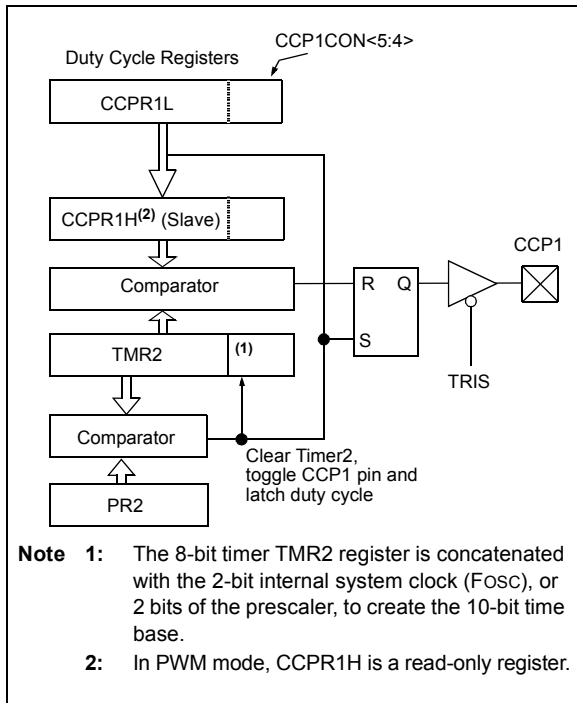 CCP1CON<5:4>
Duty Cycle Registers
CCPR1L
CCPR1H(2) (Slave)
CCP1
Comparator
R Q
TMR2 (1)
S
TRIS
Comparator
Clear Timer2,
toggle CCP1 pin and
latch duty cycle
PR2
Note 1: The 8-bit timer TMR2 register is concatenated
with the 2-bit internal system clock (FOSC), or
2 bits of the prescaler, to create the 10-bit time
base.
2: In PWM mode, CCPR1H is a read-only register.